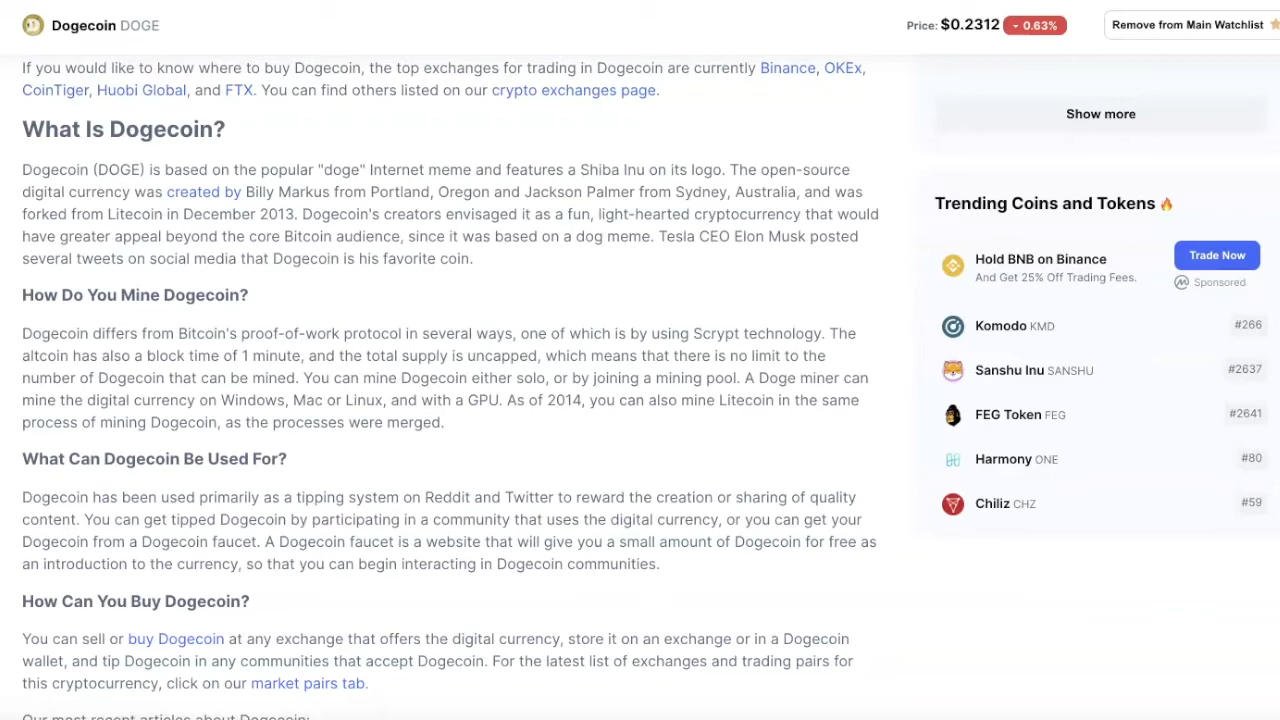 Dogecoin DOGE
Price: $0.2312 0.63%
Remove from Main Watchlist
If you would like to know where to buy Dogecoin, the top exchanges for trading in Dogecoin are currently Binance, OKEx,
CoinTiger, Huobi Global, and FTX. You can find others listed on our crypto exchanges page.
What Is Dogecoin?
Dogecoin (DOGE) is based on the popular "doge" Internet meme and features a Shiba Inu on its logo. The open-source
digital currency was created by Billy Markus from Portland, Oregon and Jackson Palmer from Sydney, Australia, and was
forked from Litecoin in December 2013. Dogecoin's creators envisaged it as a fun, light-hearted cryptocurrency that would
have greater appeal beyond the core Bitcoin audience, since it was based on a dog meme. Tesla CEO Elon Musk posted
several tweets on social media that Dogecoin is his favorite coin.
How Do You Mine Dogecoin?
Dogecoin differs from Bitcoin's proof-of-work protocol in several ways, one of which is by using Scrypt technology. The
altcoin has also a block time of 1 minute, and the total supply is uncapped, which means that there is no limit to the
number of Dogecoin that can be mined. You can mine Dogecoin either solo, or by joining a mining pool. A Doge miner can
mine the digital currency on Windows, Mac or Linux, and with a GPU. As of 2014, you can also mine Litecoin in the same
process of mining Dogecoin, as the processes were merged.
What Can Dogecoin Be Used For?
Dogecoin has been used primarily as a tipping system on Reddit and Twitter to reward the creation or sharing of quality
content. You can get tipped Dogecoin by participating in a community that uses the digital currency, or you can get your
Dogecoin from a Dogecoin faucet. A Dogecoin faucet is a website that will give you a small amount of Dogecoin for free as
an introduction to the currency, so that you can begin interacting in Dogecoin communities.
How Can You Buy Dogecoin?
You can sell or buy Dogecoin at any exchange that offers the digital currency, store it on an exchange or in a Dogecoin
wallet, and tip Dogecoin in any communities that accept Dogecoin. For the latest list of exchanges and trading pairs for
this cryptocurrency, click on our market pairs tab.
Our most recent articles about Dogecoin:
Show more
Trending Coins and Tokens
Hold BNB on Binance
And Get 25% Off Trading Fees.
Trade Now
Sponsored
Komodo KMD #266
Sanshu Inu SANSHU #2637
FEG Token FEG #2641
Harmony ONE #80
Chiliz CHZ #59